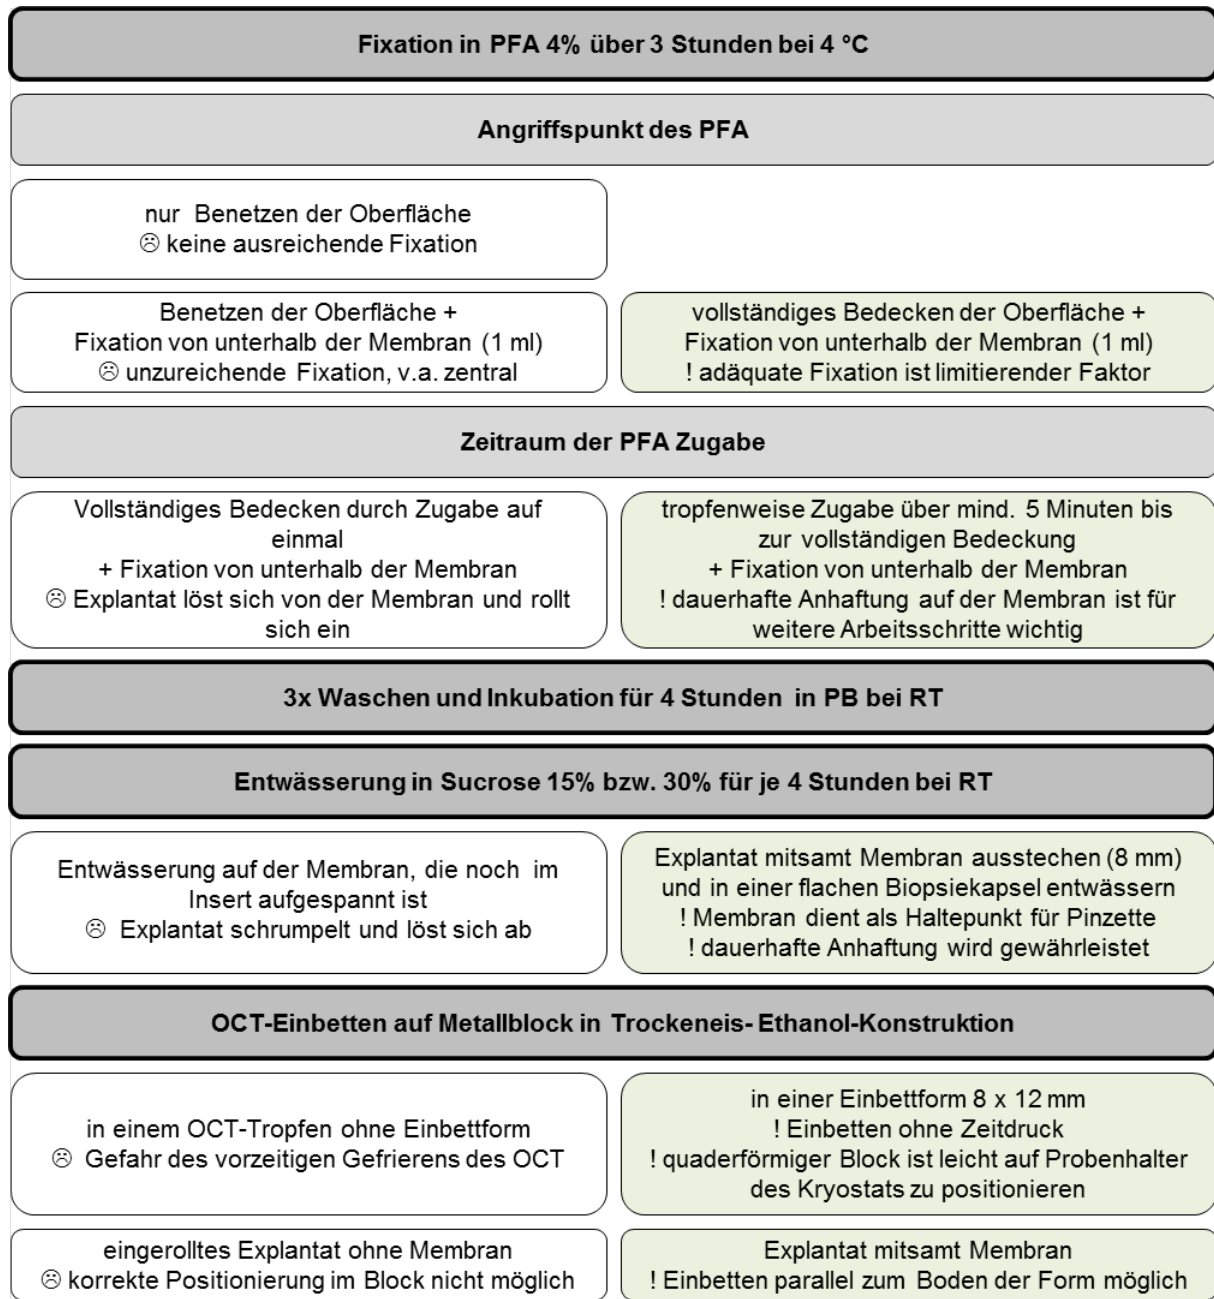 Fixation in PFA 4% über 3 Stunden bei 4 °C
Angriffspunkt des PFA
nur Benetzen der Oberfläche
☹ keine ausreichende Fixation
Benetzen der Oberfläche +
Fixation von unterhalb der Membran (1 ml)
☹ unzureichende Fixation, v.a. zentral
vollständiges Bedecken der Oberfläche +
Fixation von unterhalb der Membran (1 ml)
! adäquate Fixation ist limitierender Faktor
Zeitraum der PFA Zugabe
Vollständiges Bedecken durch Zugabe auf
einmal
+ Fixation von unterhalb der Membran
☹ Explantat löst sich von der Membran und rollt
sich ein
tropfenweise Zugabe über mind. 5 Minuten bis
zur vollständigen Bedeckung
+ Fixation von unterhalb der Membran
! dauerhafte Anhaftung auf der Membran ist für
weitere Arbeitsschritte wichtig
3x Waschen und Inkubation für 4 Stunden in PB bei RT
Entwässerung in Sucrose 15% bzw. 30% für je 4 Stunden bei RT
Entwässerung auf der Membran, die noch im
Insert aufgespannt ist
☹ Explantat schrumpelt und löst sich ab
Explantat mitsamt Membran ausstechen (8 mm)
und in einer flachen Biopsiekapsel entwässern
! Membran dient als Haltepunkt für Pinzette
! dauerhafte Anhaftung wird gewährleistet
OCT-Einbetten auf Metallblock in Trockeneis- Ethanol-Konstruktion
in einem OCT-Tropfen ohne Einbettform
☹ Gefahr des vorzeitigen Gefrierens des OCT
in einer Einbettform 8 x 12 mm
! Einbetten ohne Zeitdruck
! quaderförmiger Block ist leicht auf Probenhalter
des Kryostats zu positionieren
eingerolltes Explantat ohne Membran
☹ korrekte Positionierung im Block nicht möglich
Explantat mitsamt Membran
! Einbetten parallel zum Boden der Form möglich